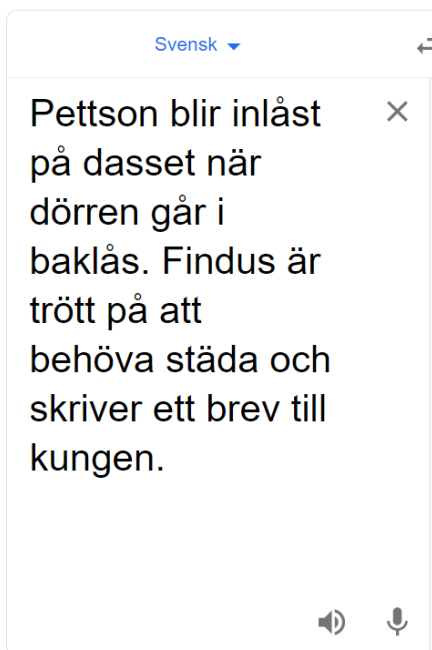 Svensk
Pettson blir inlåst
på dasset när
dörren går i
baklås. Findus är
trött på att
behöva städa och
skriver ett brev till
kungen.